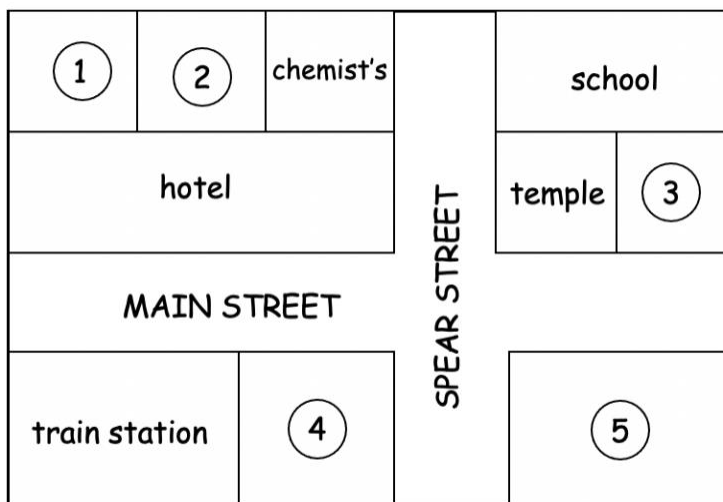 1
2
chemist's
school
hotel
temple
3
MAIN STREET
SPEAR STREET
train station
4
5